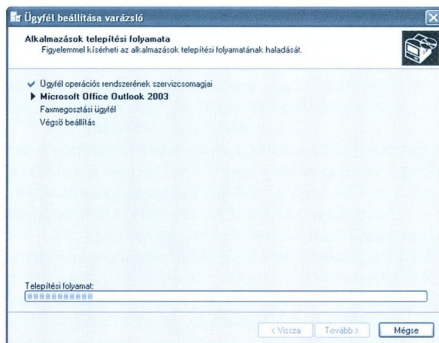 Ügyfél beállítása varázsló
Alkalmazások telepítési folyamata
Figyelemmel kísérheti az alkalmazások telepítési folyamatának haladását.
Ügyfél operációs rendszerének szervizcsomagjai
Microsoft Office Outlook 2003
Faxmegosztási ügyfél
Végső beállítás
Telepítési folyamat:
< Vissza
Tovább >
Mégse